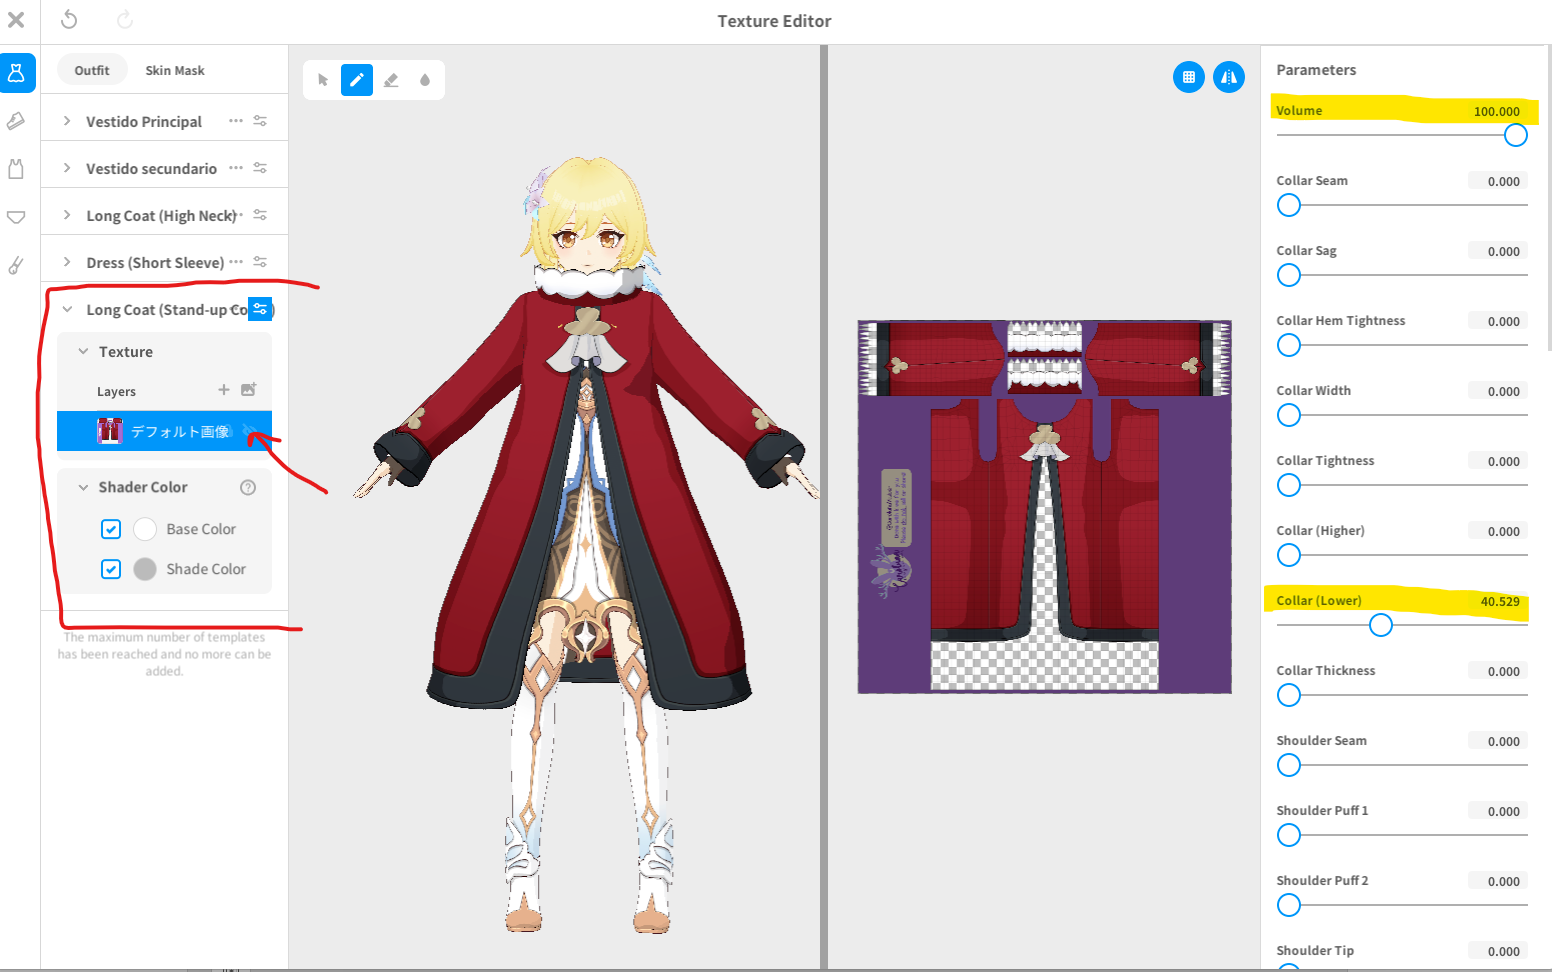 Texture Editor
Outfit
Skin Mask
Vestido Principal
Vestido secundario
Long Coat (High Neck)
Dress (Short Sleeve)
Long Coat (Stand-up Co
Texture
Layers
デフォルト画像
Shader Color
Base Color
Shade Color
The maximum number of templates
has been reached and no more can be
added.
Parameters
Volume 100.000
Collar Seam 0.000
Collar Sag 0.000
Collar Hem Tightness 0.000
Collar Width 0.000
Collar Tightness 0.000
Collar (Higher) 0.000
Collar (Lower) 40.529
Collar Thickness 0.000
Shoulder Seam 0.000
Shoulder Puff 1 0.000
Shoulder Puff 2 0.000
Shoulder Tip 0.000